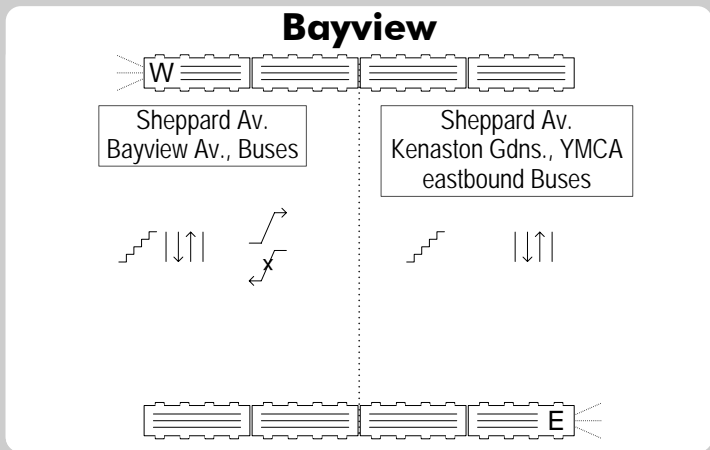 Bayview
W
Sheppard Av.
Bayview Av., Buses
Sheppard Av.
Kenaston Gdns., YMCA
eastbound Buses
x
E